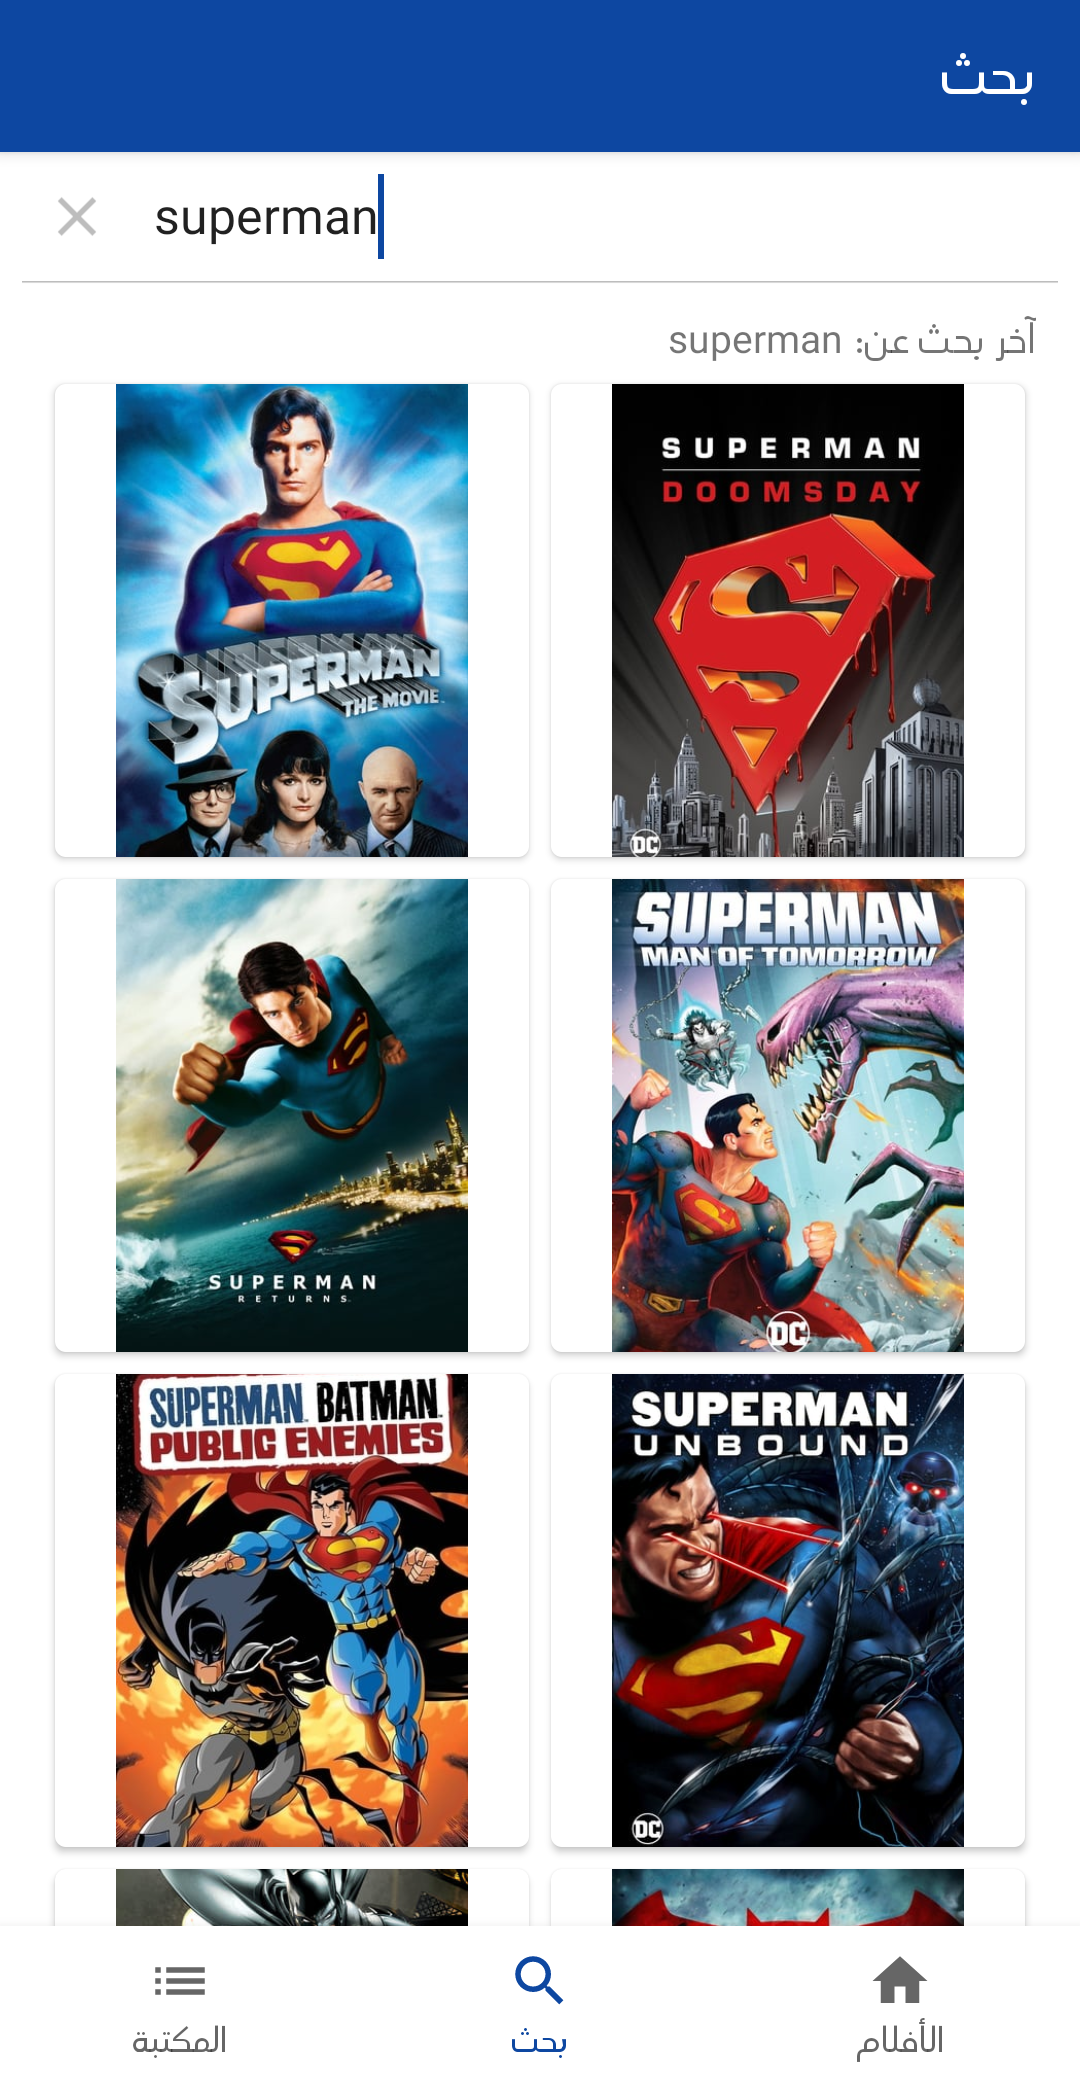 بحث
superman
آخر بحث عن: superman
SUPERMAN
THE MOVIE
SUPERMAN
DOOMSDAY
DC
SUPERMAN
RETURNS
SUPERMAN
MAN OF TOMORROW
DC
SUPERMAN BATMAN
PUBLIC ENEMIES
SUPERMAN
UNBOUND
DC
الأفلام
بحث
المكتبة